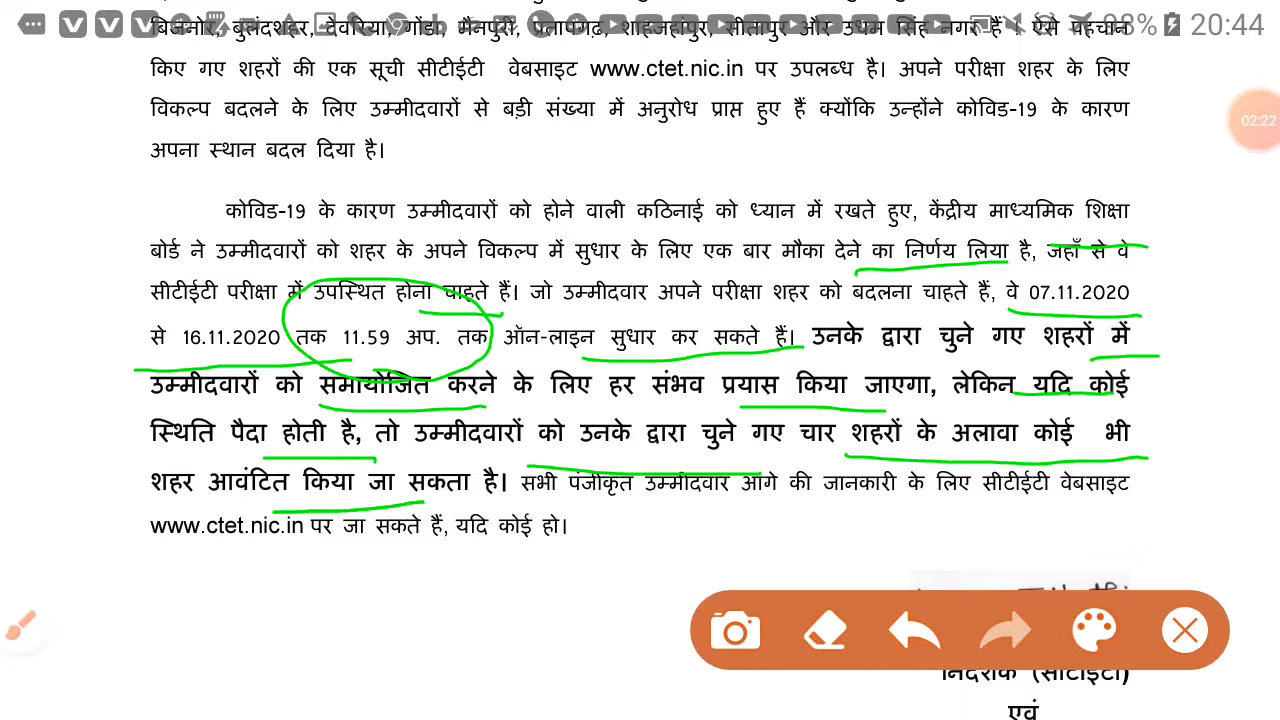 98% 20:44
बिजनौर, बुलंदशहर, देवरिया, गोंडा, मैनपुरी, प्रतापगढ़, शाहजहांपुर, सीतापुर और उधम सिंह नगर हैं । ऐसे पहचान
किए गए शहरों की एक सूची सीटीईटी वेबसाइट www.ctet.nic.in पर उपलब्ध है। अपने परीक्षा शहर के लिए
विकल्प बदलने के लिए उम्मीदवारों से बड़ी संख्या में अनुरोध प्राप्त हुए हैं क्योंकि उन्होंने कोविड-19 के कारण
अपना स्थान बदल दिया है।
02:22
कोविड-19 के कारण उम्मीदवारों को होने वाली कठिनाई को ध्यान में रखते हुए, केंद्रीय माध्यमिक शिक्षा
बोर्ड ने उम्मीदवारों को शहर के अपने विकल्प में सुधार के लिए एक बार मौका देने का निर्णय लिया है, जहाँ से वे
सीटीईटी परीक्षा में उपस्थित होना चाहते हैं। जो उम्मीदवार अपने परीक्षा शहर को बदलना चाहते हैं, वे 07.11.2020
से 16.11.2020 तक 11.59 अप. तक ऑन-लाइन सुधार कर सकते हैं। उनके द्वारा चुने गए शहरों में
उम्मीदवारों को समायोजित करने के लिए हर संभव प्रयास किया जाएगा, लेकिन यदि कोई
स्थिति पैदा होती है, तो उम्मीदवारों को उनके द्वारा चुने गए चार शहरों के अलावा कोई भी
शहर आवंटित किया जा सकता है। सभी पंजीकृत उम्मीदवार आगे की जानकारी के लिए सीटीईटी वेबसाइट
www.ctet.nic.in पर जा सकते हैं, यदि कोई हो।
निदेशक (सीटीईटी)
एवं